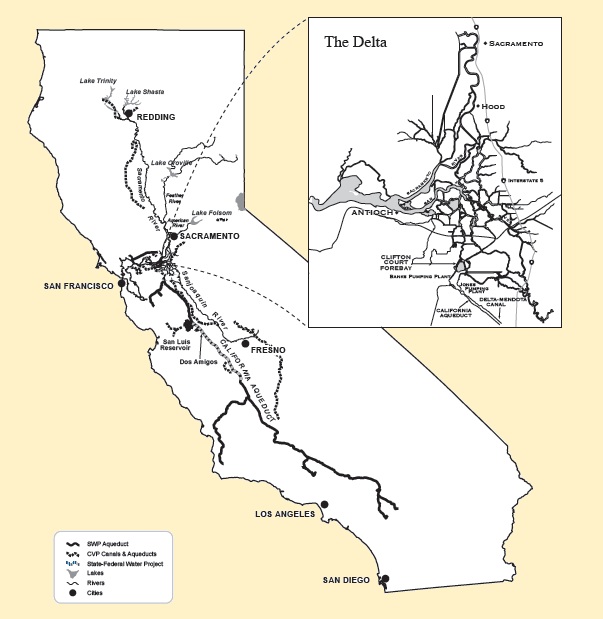 The Delta
SACRAMENTO
HOOD
INTERSTATE 5
SACRAMENTO
RIVER
ANTIOCH
CLIFTON
COURT
FOREBAY
BANKS PUMPING PLANT
JONES
PUMPING
PLANT
DELTA-MENDOTA
CANAL
CALIFORNIA
AQUEDUCT
Lake Trinity
Lake Shasta
REDDING
Lake Oroville
Sacramento
River
Feather
River
Lake Folsom
American
River
SACRAMENTO
SAN FRANCISCO
Sanjoaquin River
San Luis
Reservoir
FRESNO
Dos Amigos
CALIFORNIA AQUEDUCT
LOS ANGELES
SAN DIEGO
SWP Aqueduct
CVP Canals & Aqueducts
State-Federal Water Project
Lakes
Rivers
Cities